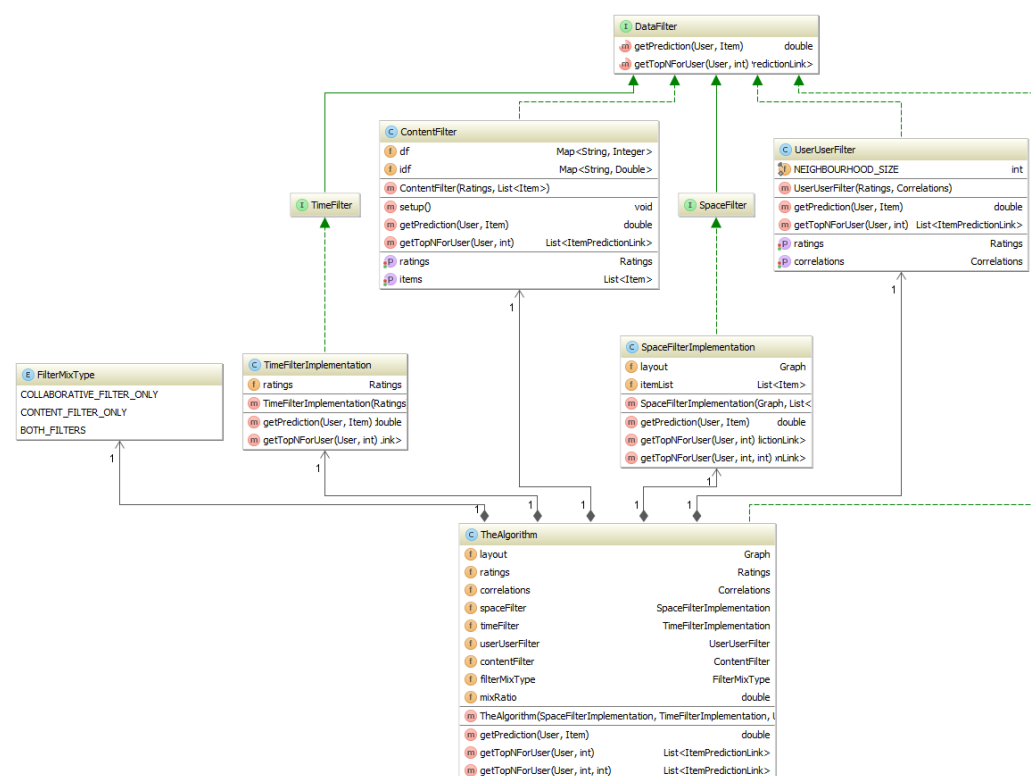 DataFilter
getPrediction(User, Item) double
getTopNForUser(User, int) redictionLink>
ContentFilter
df Map<String, Integer>
idf Map<String, Double>
ContentFilter(Ratings, List<Item>)
setup() void
getPrediction(User, Item) double
getTopNForUser(User, int) List<ItemPredictionLink>
ratings Ratings
items List<Item>
UserUserFilter
NEIGHBOURHOOD_SIZE int
UserUserFilter(Ratings, Correlations)
getPrediction(User, Item) double
getTopNForUser(User, int) List<ItemPredictionLink>
ratings Ratings
correlations Correlations
TimeFilter
SpaceFilter
1
1
SpaceFilterImplementation
layout Graph
itemList List<Item>
SpaceFilterImplementation(Graph, List<
getPrediction(User, Item) double
getTopNForUser(User, int) lictionLink>
getTopNForUser(User, int, int) onLink>
TimeFilterImplementation
ratings Ratings
TimeFilterImplementation(Ratings
getPrediction(User, Item) double
getTopNForUser(User, int) .ink>
FilterMixType
COLLABORATIVE_FILTER_ONLY
CONTENT_FILTER_ONLY
BOTH_FILTERS
1
1
1
1
1
1
1
1
TheAlgorithm
layout Graph
ratings Ratings
correlations Correlations
spaceFilter SpaceFilterImplementation
timeFilter TimeFilterImplementation
userUserFilter UserUserFilter
contentFilter ContentFilter
filterMixType FilterMixType
mixRatio double
TheAlgorithm(SpaceFilterImplementation, TimeFilterImplementation, U
getPrediction(User, Item) double
getTopNForUser(User, int) List<ItemPredictionLink>
getTopNForUser(User, int, int) List<ItemPredictionLink>